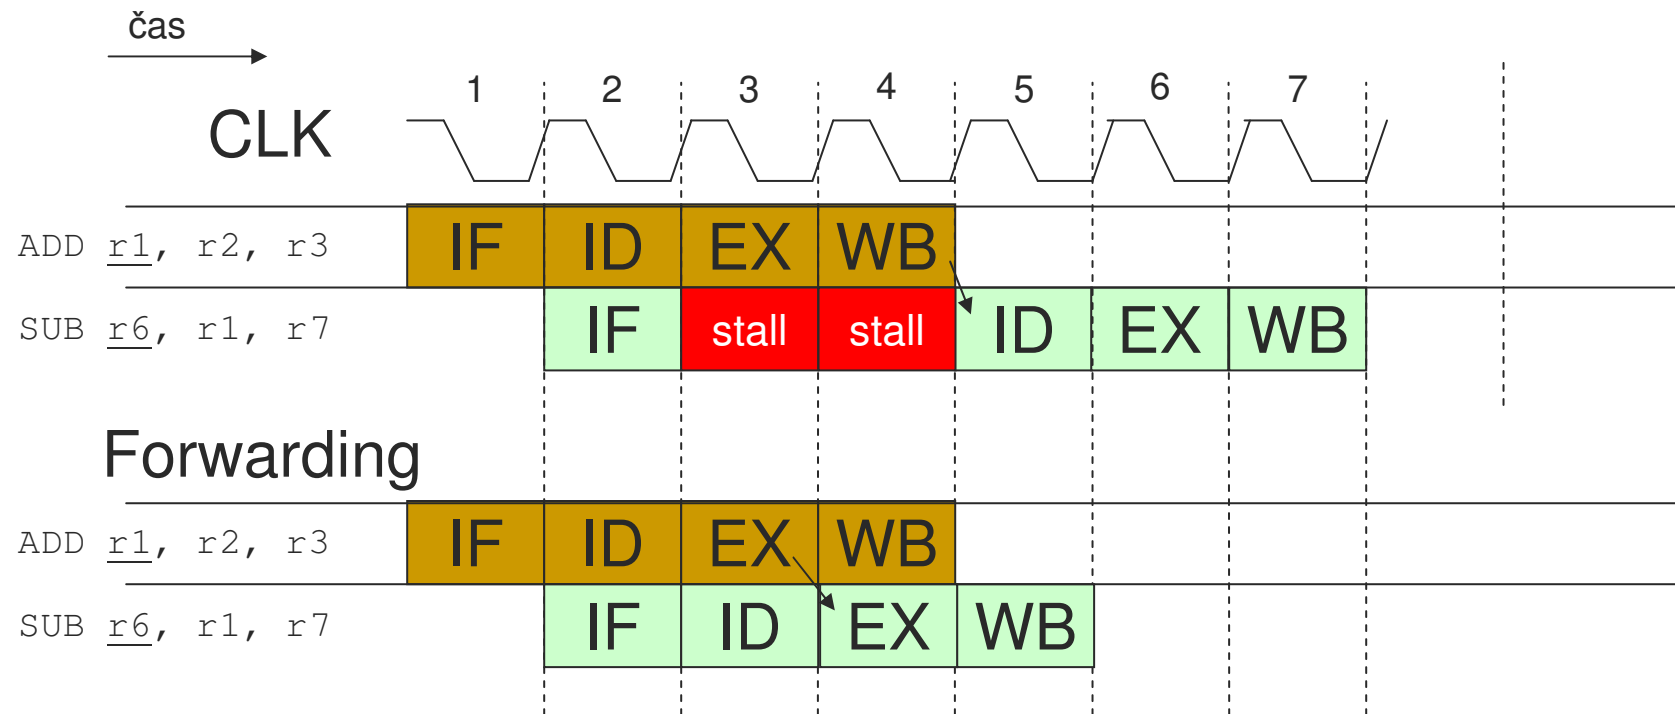 čas
1 2 3 4 5 6 7
CLK
ADD r1, r2, r3 IF ID EX WB
SUB r6, r1, r7 IF stall stall ID EX WB
Forwarding
ADD r1, r2, r3 IF ID EX WB
SUB r6, r1, r7 IF ID EX WB